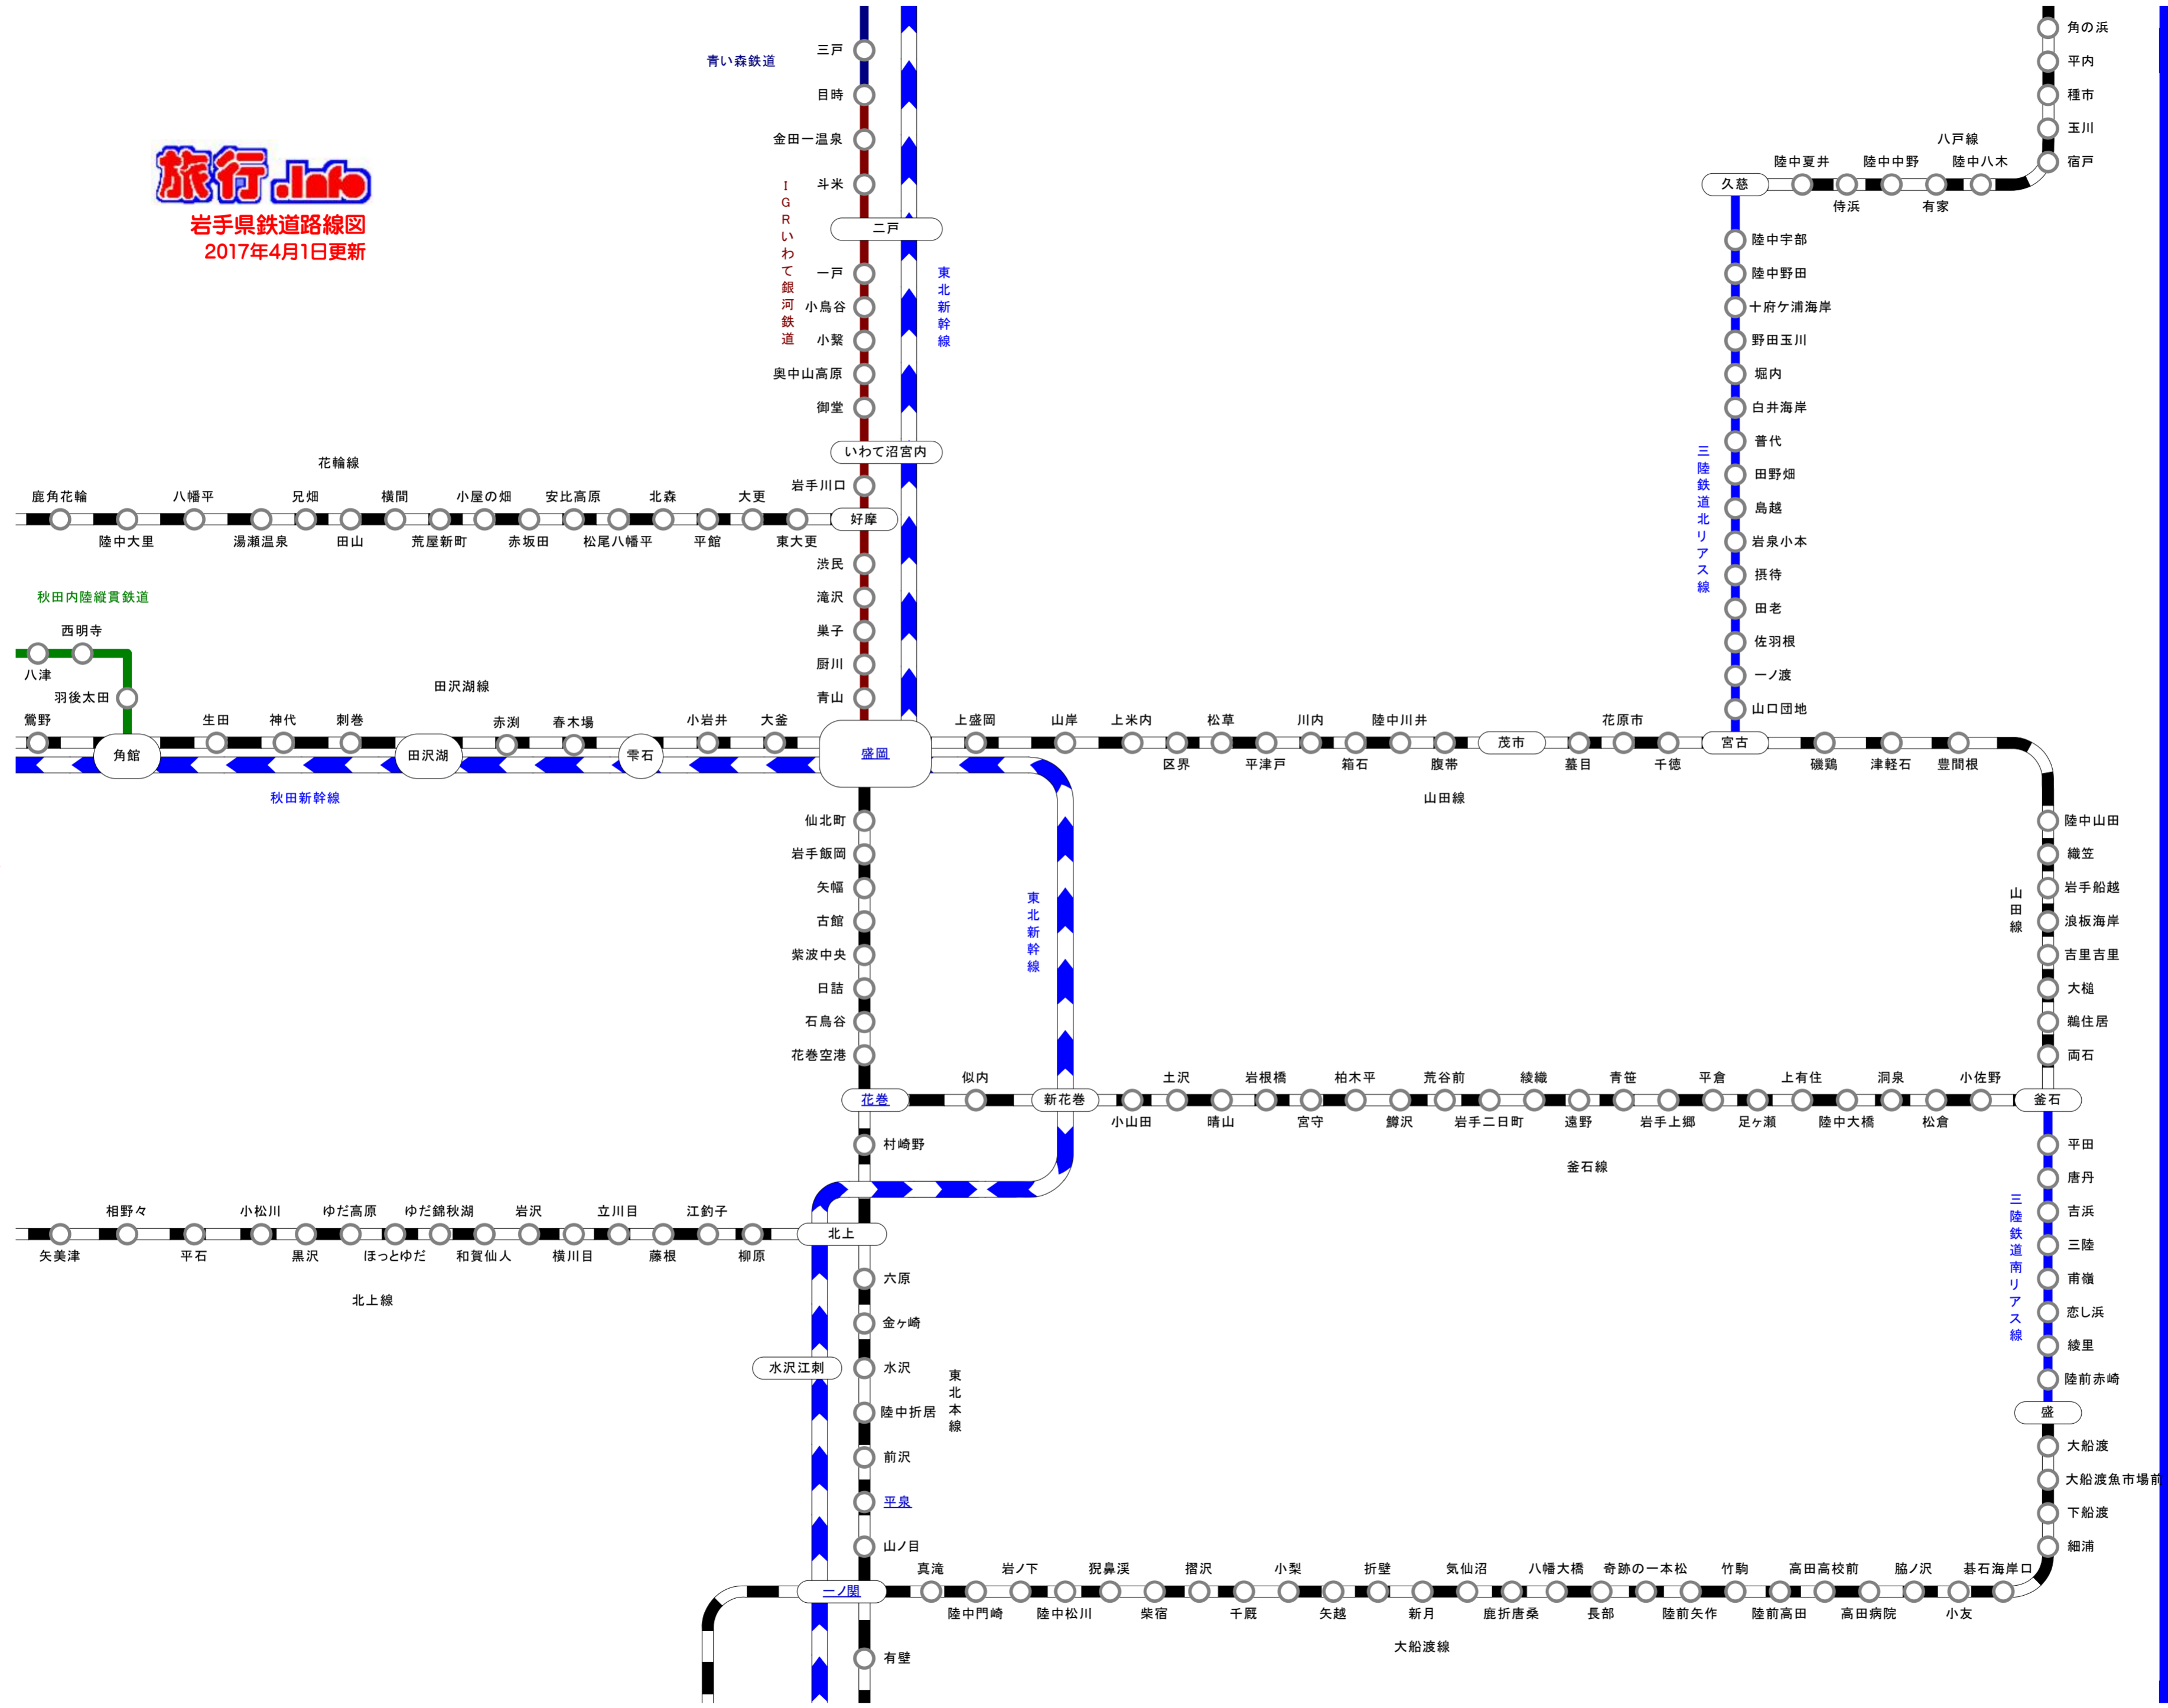 旅行.Info
岩手県鉄道路線図
2017年4月1日更新
青い森鉄道
三戸
目時
金田一温泉
斗米
二戸
一戸
小鳥谷
小繋
奥中山高原
御堂
いわて沼宮内
岩手川口
好摩
渋民
滝沢
巣子
厨川
青山
盛岡
IGRいわて銀河鉄道
東北新幹線
角の浜
平内
種市
玉川
宿戸
八戸線
陸中夏井
陸中中野
陸中八木
久慈
侍浜
有家
陸中宇部
陸中野田
十府ケ浦海岸
野田玉川
堀内
白井海岸
普代
田野畑
島越
岩泉小本
摂待
田老
佐羽根
一ノ渡
山口団地
三陸鉄道北リアス線
花輪線
鹿角花輪
八幡平
兄畑
横間
小屋の畑
安比高原
北森
大更
陸中大里
湯瀬温泉
田山
荒屋新町
赤坂田
松尾八幡平
平館
東大更
秋田内陸縦貫鉄道
西明寺
八津
羽後太田
田沢湖線
鶯野
角館
生田
神代
刺巻
田沢湖
赤渕
春木場
雫石
小岩井
大釜
秋田新幹線
上盛岡
山岸
上米内
松草
川内
陸中川井
茂市
花原市
宮古
区界
平津戸
箱石
腹帯
蟇目
千徳
磯鶏
津軽石
豊間根
山田線
仙北町
岩手飯岡
矢幅
古館
紫波中央
日詰
石鳥谷
花巻空港
東北新幹線
陸中山田
織笠
岩手船越
浪板海岸
吉里吉里
大槌
鵜住居
両石
山田線
花巻
似内
新花巻
土沢
岩根橋
柏木平
荒谷前
綾織
青笹
平倉
上有住
洞泉
小佐野
釜石
小山田
晴山
宮守
鱒沢
岩手二日町
遠野
岩手上郷
足ヶ瀬
陸中大橋
松倉
釜石線
村崎野
平田
唐丹
吉浜
三陸
甫嶺
恋し浜
綾里
陸前赤崎
盛
三陸鉄道南リアス線
相野々
小松川
ゆだ高原
ゆだ錦秋湖
岩沢
立川目
江釣子
北上
矢美津
平石
黒沢
ほっとゆだ
和賀仙人
横川目
藤根
柳原
北上線
六原
金ヶ崎
水沢江刺
水沢
陸中折居
前沢
平泉
山ノ目
東北本線
大船渡
大船渡魚市場前
下船渡
細浦
一ノ関
真滝
岩ノ下
猊鼻渓
摺沢
小梨
折壁
気仙沼
八幡大橋
奇跡の一本松
竹駒
高田高校前
脇ノ沢
碁石海岸口
陸中門崎
陸中松川
柴宿
千厩
矢越
新月
鹿折唐桑
長部
陸前矢作
陸前高田
高田病院
小友
大船渡線
有壁